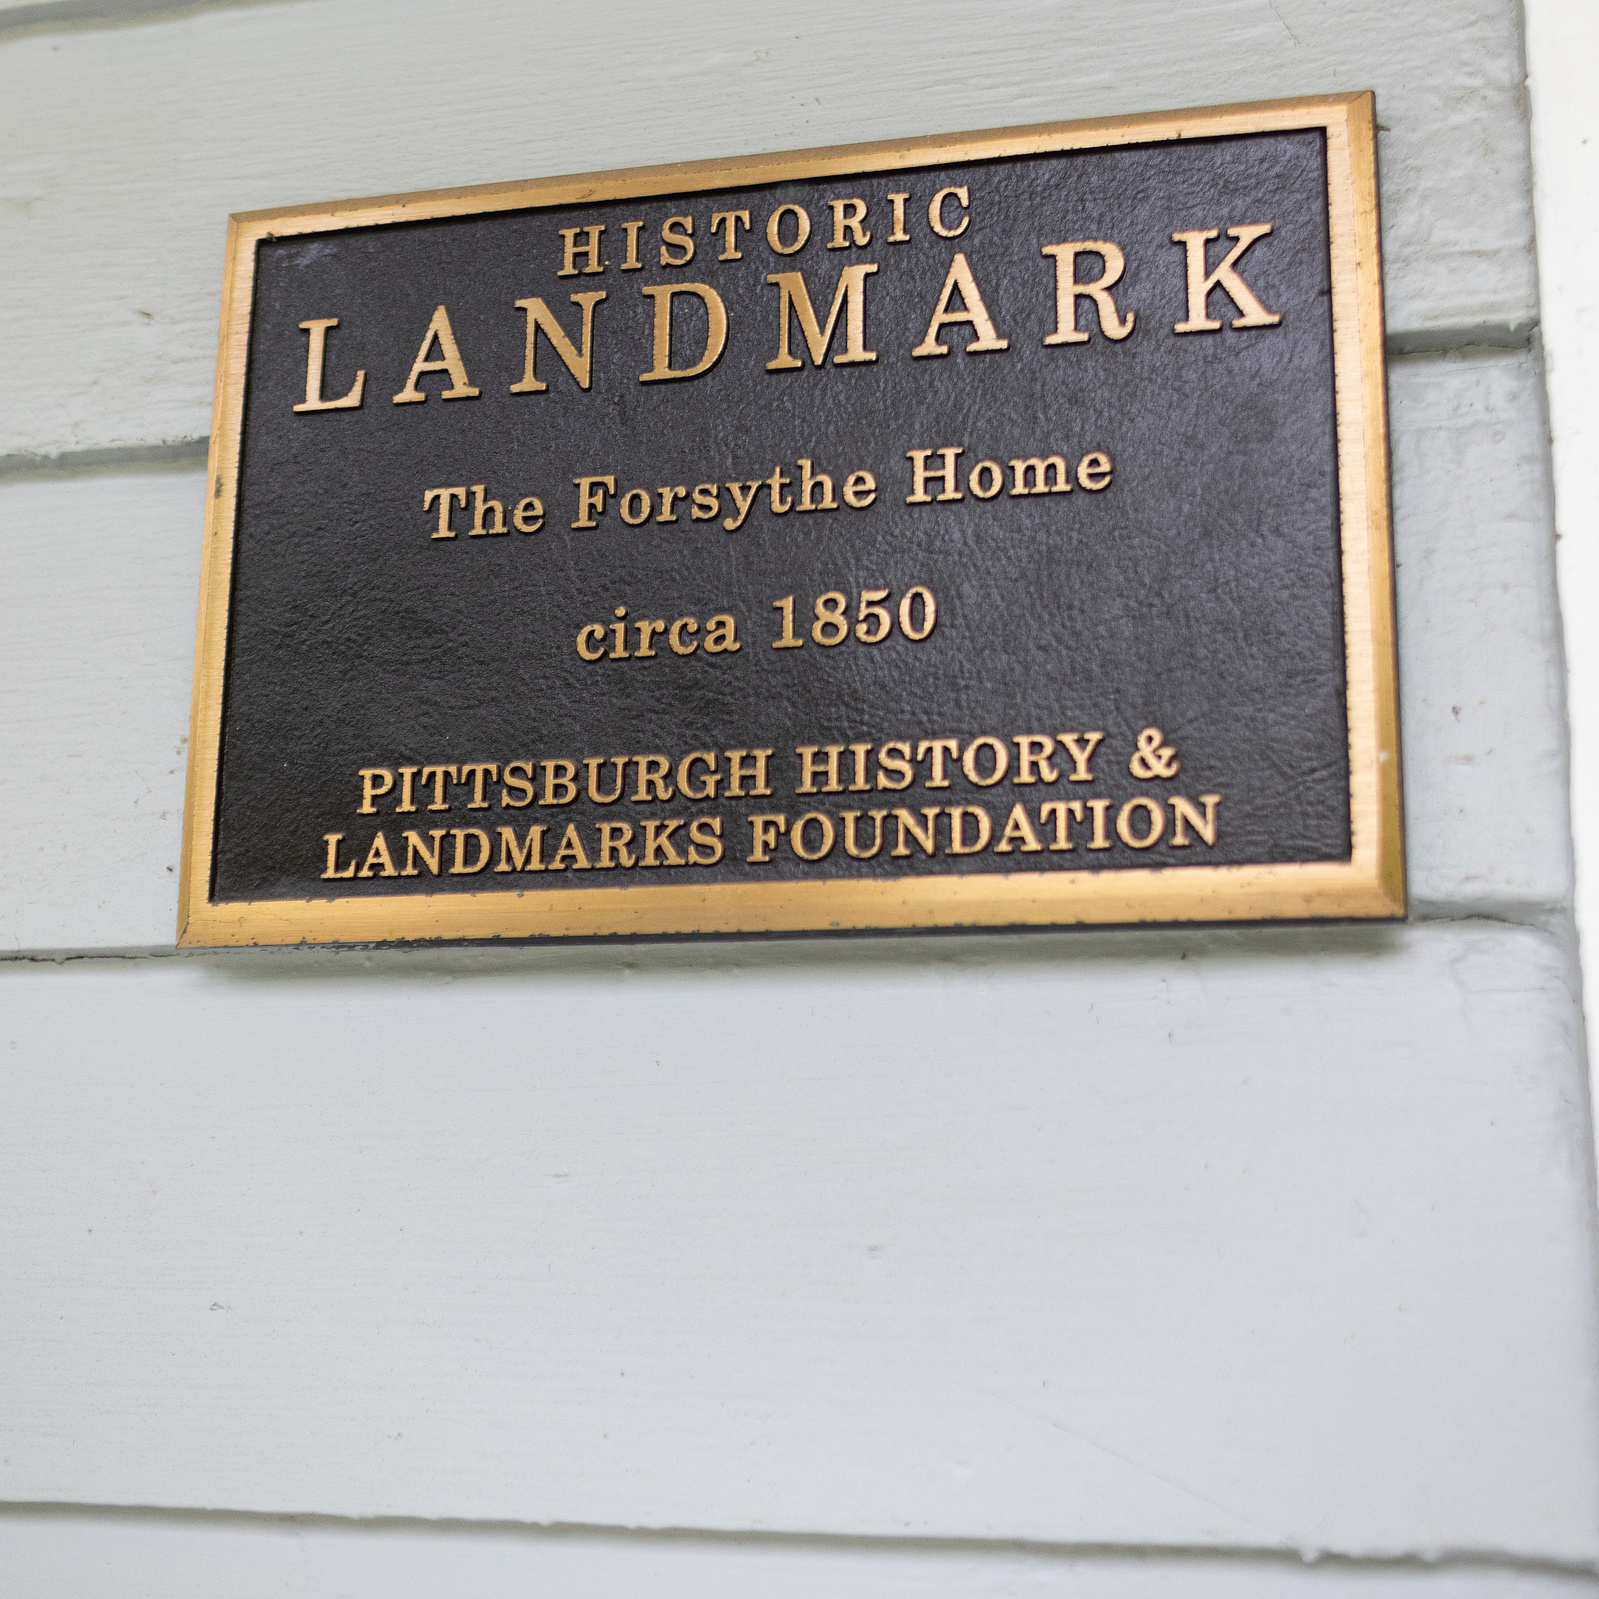 HISTORIC
LANDMARK
The Forsythe Home
circa 1850
PITTSBURGH HISTORY &
LANDMARKS FOUNDATION